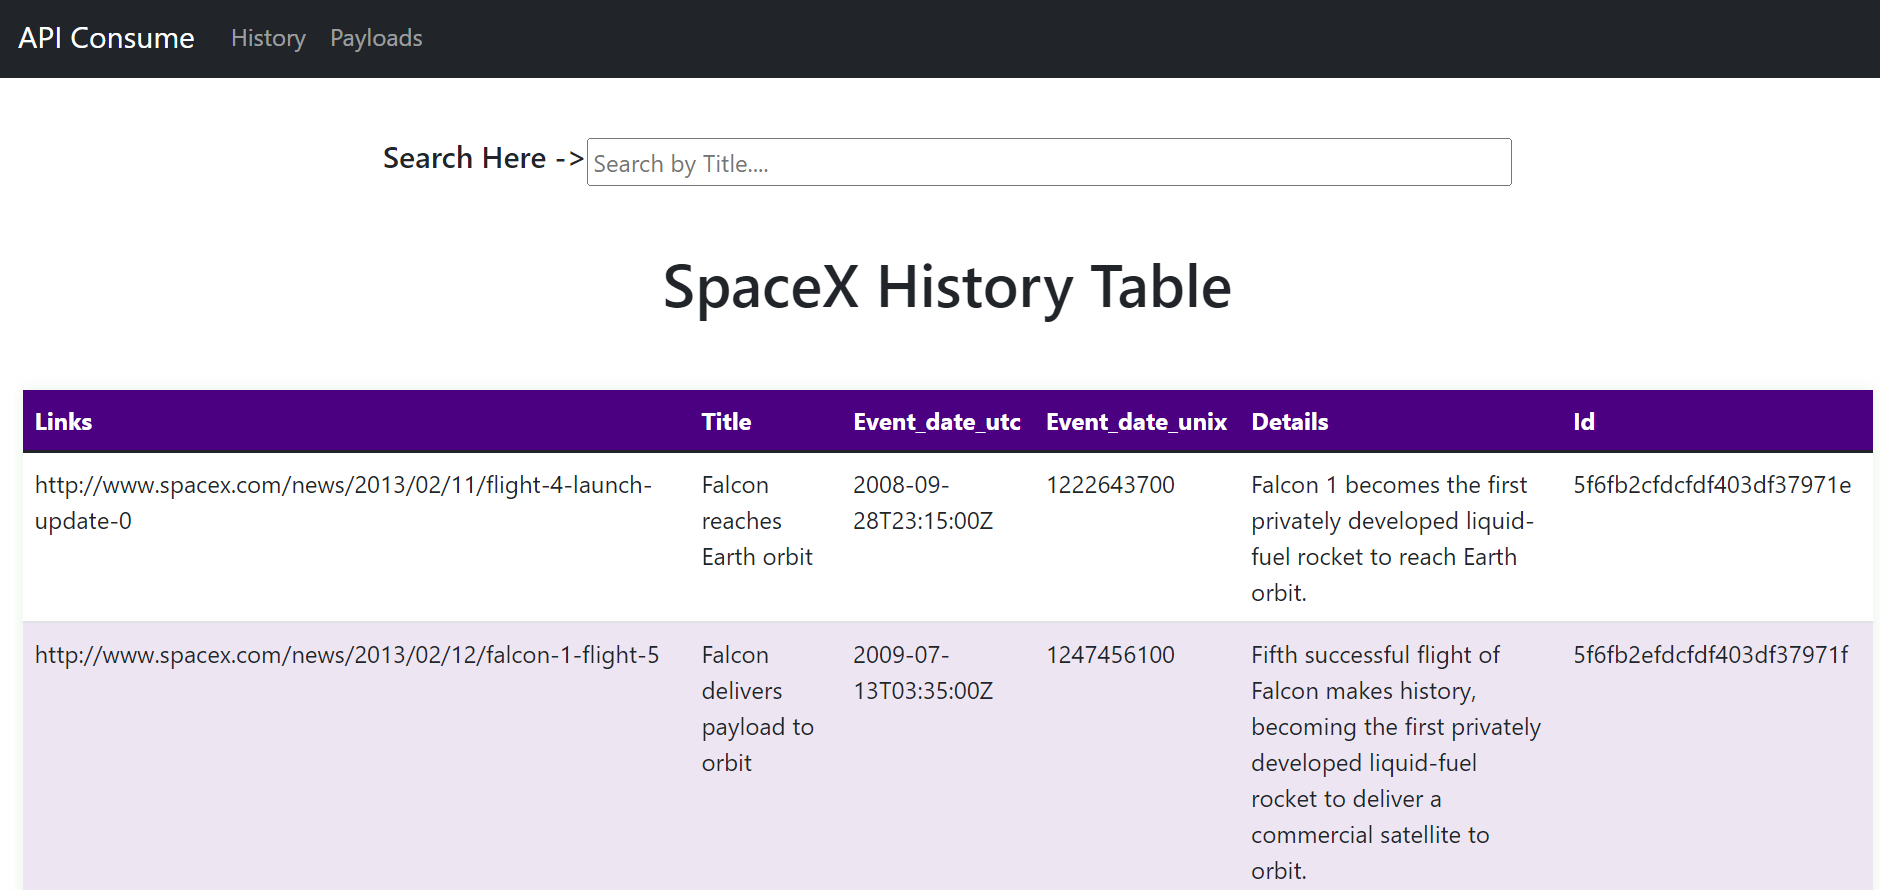 API Consume History Payloads
Search Here -> Search by Title....
SpaceX History Table
Links Title Event_date_utc Event_date_unix Details Id
http://www.spacex.com/news/2013/02/11/flight-4-launch-
update-0
Falcon
reaches
Earth orbit
2008-09-
28T23:15:00Z
1222643700
Falcon 1 becomes the first
privately developed liquid-
fuel rocket to reach Earth
orbit.
5f6fb2cfdcfdf403df37971e
http://www.spacex.com/news/2013/02/12/falcon-1-flight-5
Falcon
delivers
payload to
orbit
2009-07-
13T03:35:00Z
1247456100
Fifth successful flight of
Falcon makes history,
becoming the first privately
developed liquid-fuel
rocket to deliver a
commercial satellite to
orbit.
5f6fb2efdcfdf403df37971f